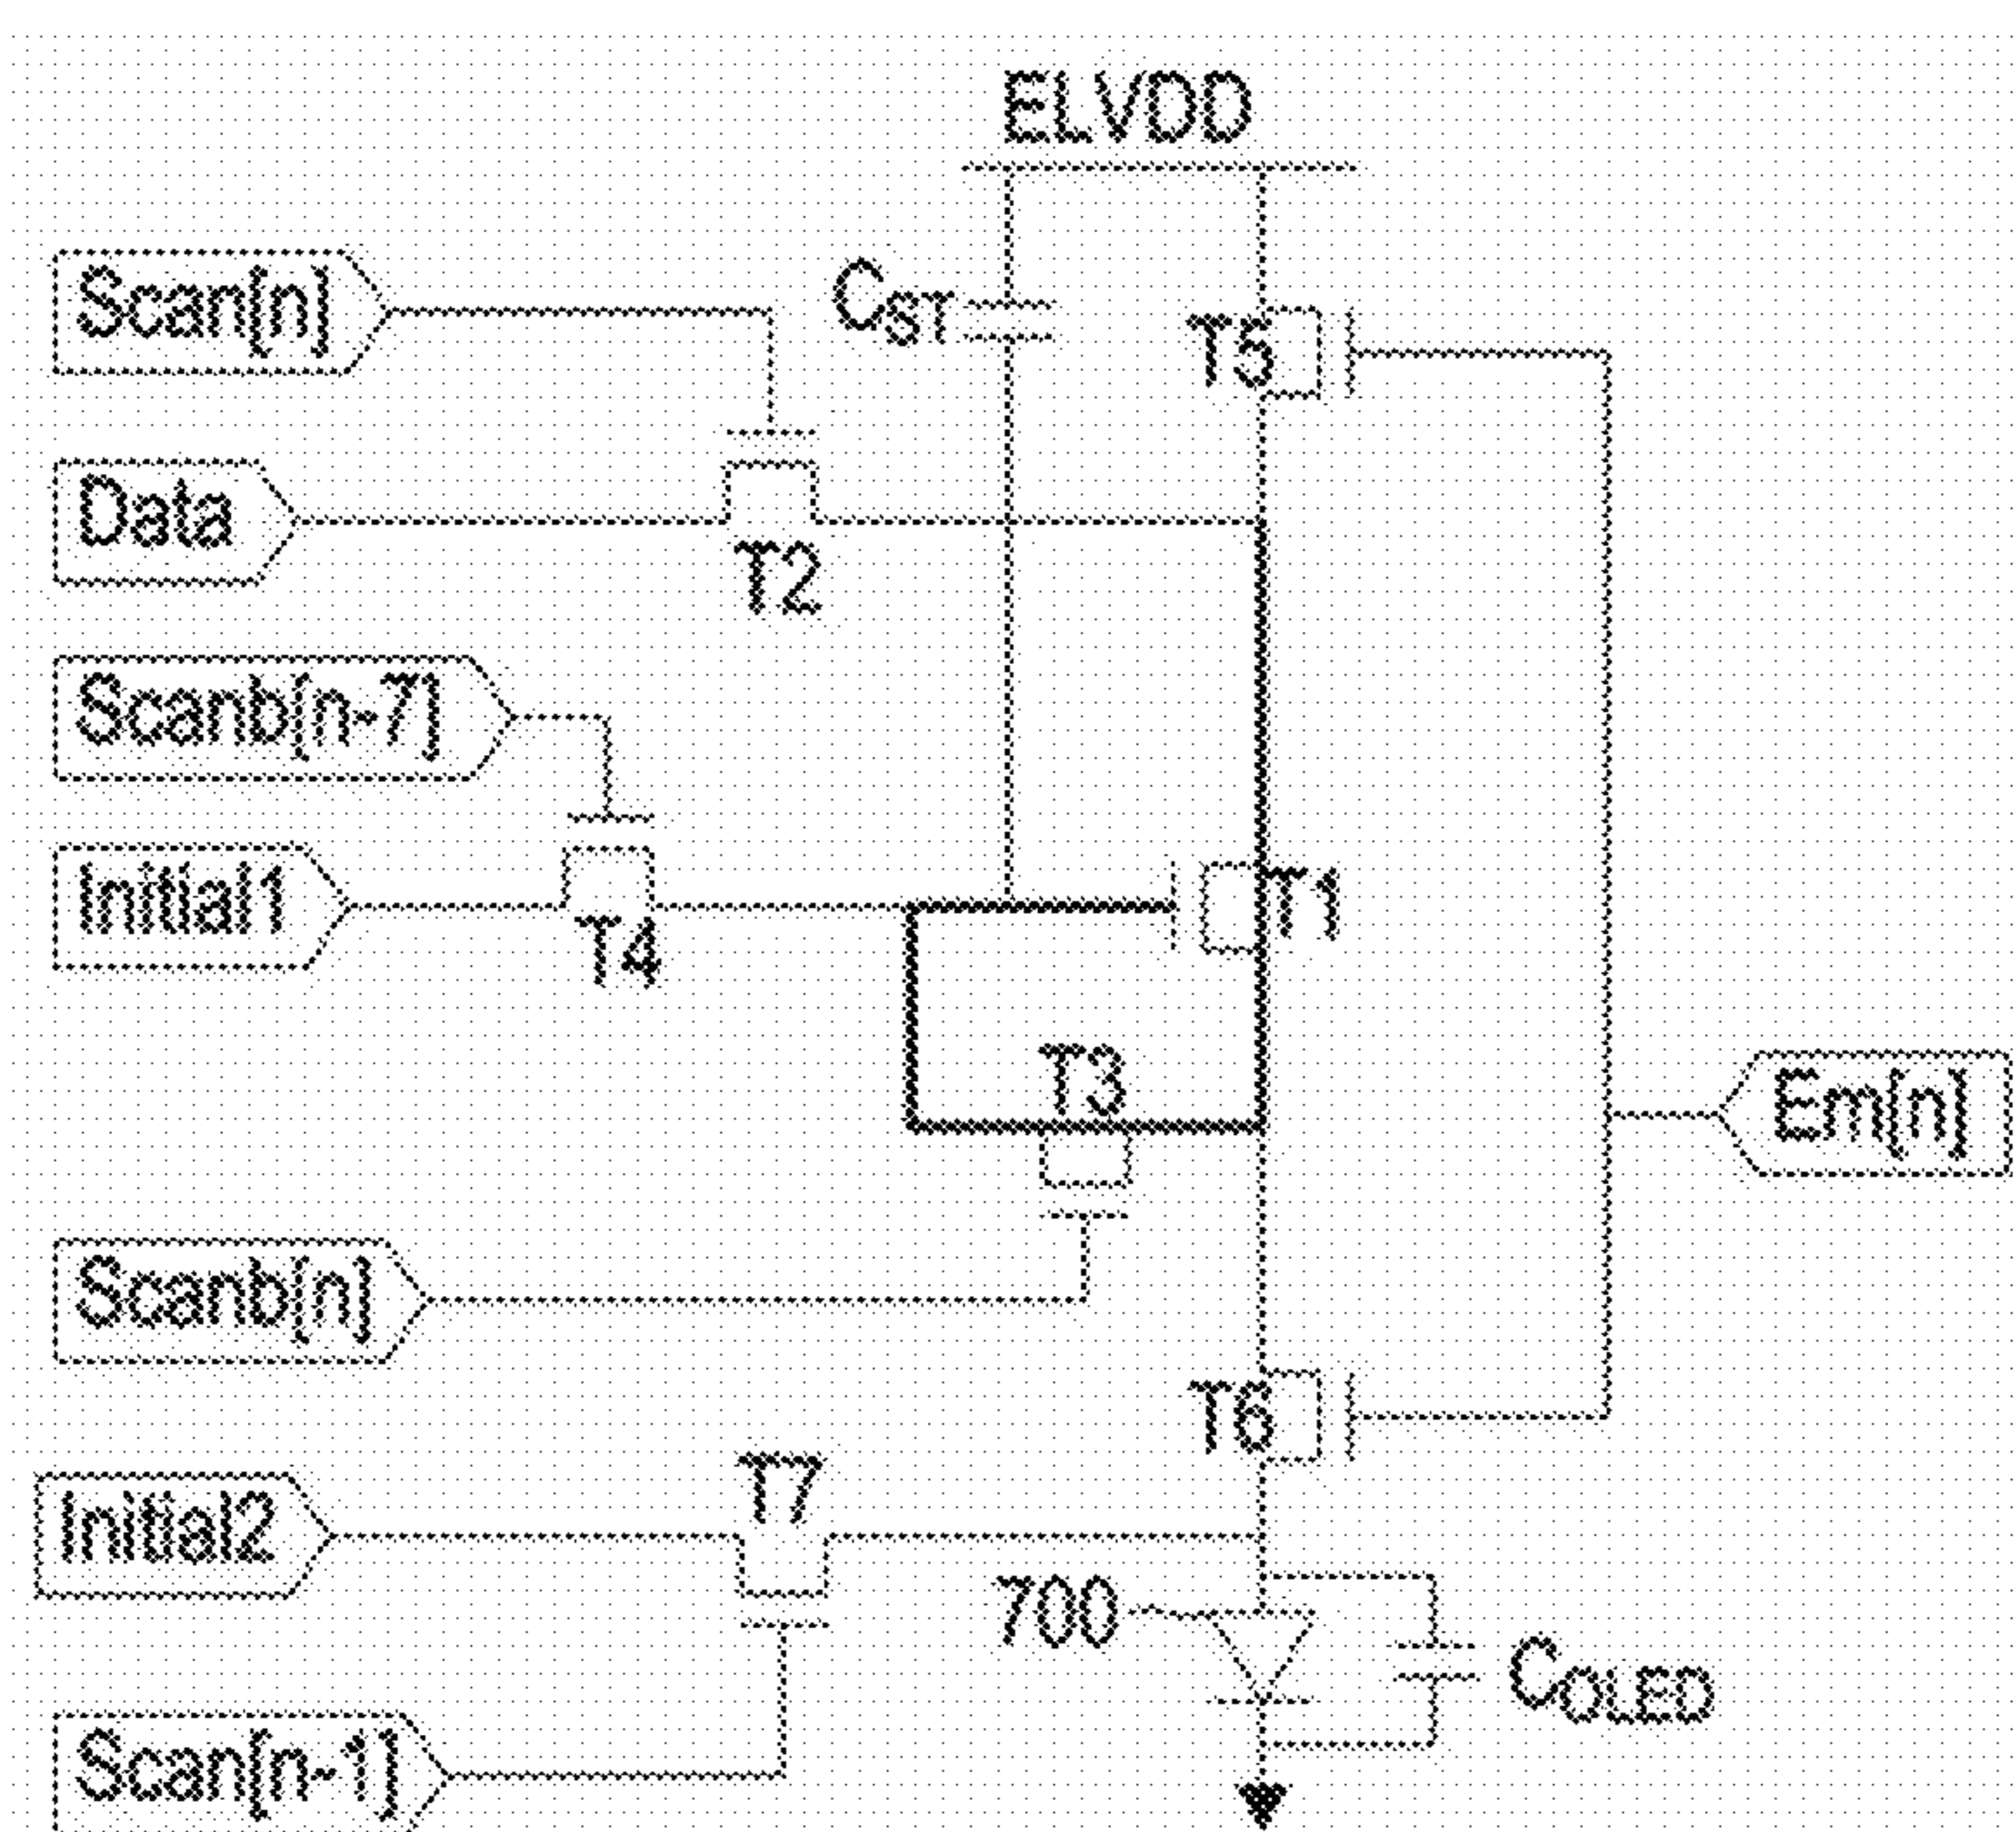 ELVDD
Scan[n]
CST
T5
Data
T2
Scanb[n-7]
Initial1
T4
T1
T3
Em[n]
Scanb[n]
T6
T7
Initial2
700
COLED
Scan[n-1]